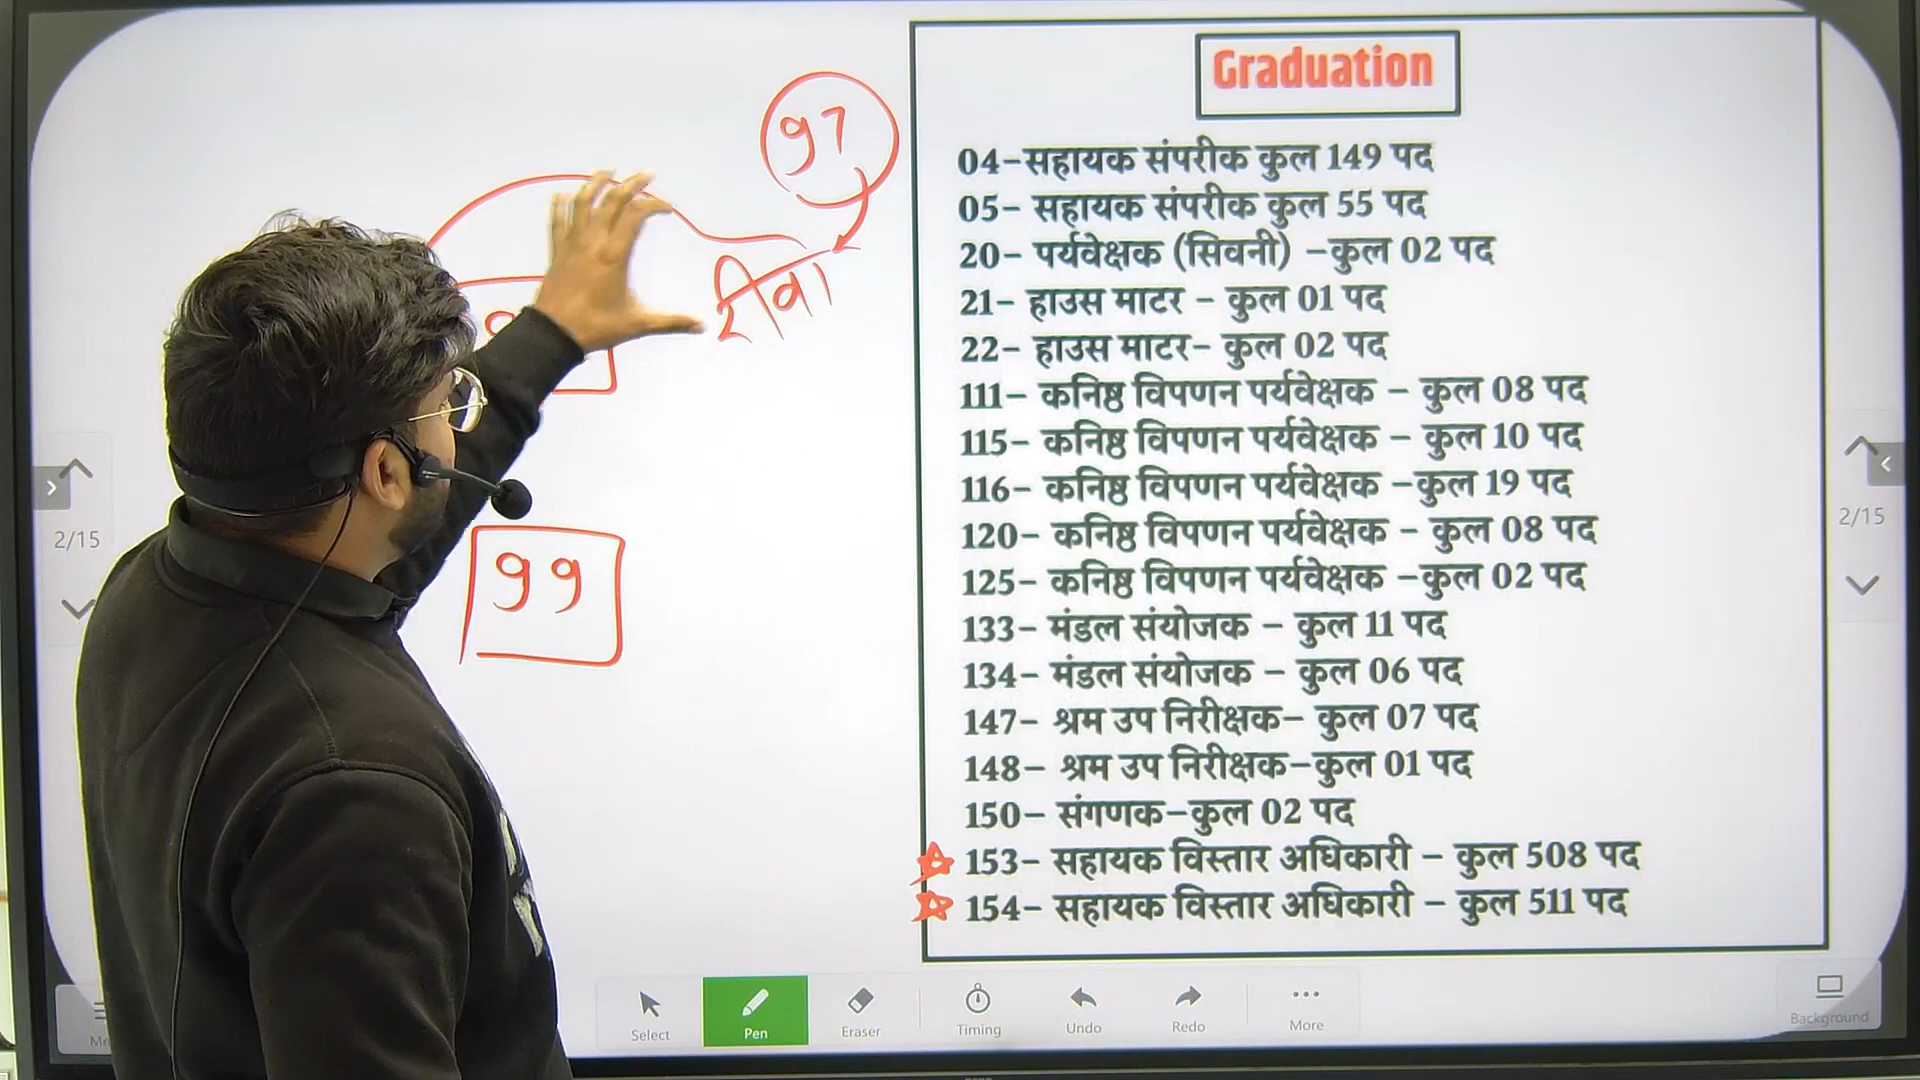 Graduation
04-सहायक संपरीक कुल 149 पद
05- सहायक संपरीक कुल 55 पद
20- पर्यवेक्षक (सिवनी) -कुल 02 पद
21- हाउस माटर - कुल 01 पद
22- हाउस माटर- कुल 02 पद
111- कनिष्ठ विपणन पर्यवेक्षक - कुल 08 पद
115- कनिष्ठ विपणन पर्यवेक्षक - कुल 10 पद
116- कनिष्ठ विपणन पर्यवेक्षक -कुल 19 पद
120- कनिष्ठ विपणन पर्यवेक्षक - कुल 08 पद
125- कनिष्ठ विपणन पर्यवेक्षक -कुल 02 पद
133- मंडल संयोजक - कुल 11 पद
134- मंडल संयोजक - कुल 06 पद
147- श्रम उप निरीक्षक- कुल 07 पद
148- श्रम उप निरीक्षक-कुल 01 पद
150- संगणक-कुल 02 पद
153- सहायक विस्तार अधिकारी - कुल 508 पद
154- सहायक विस्तार अधिकारी - कुल 511 पद
97
रीवा
99
2/15
2/15
Select
Pen
Eraser
Timing
Undo
Redo
More
Background